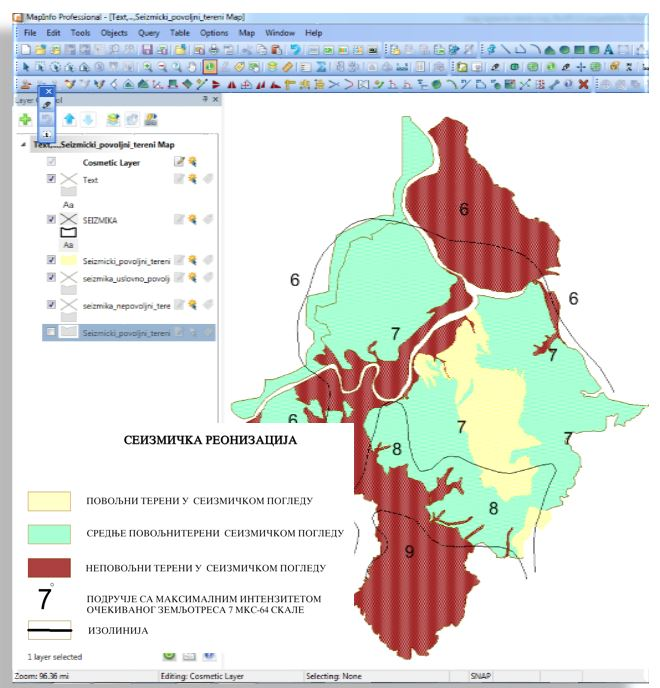 MapInfo Professional - [Text,...,Seizmicki_povoljni_tereni Map]
File Edit Tools Objects Query Table Options Map Window Help
Layer C
Text,...,Seizmicki_povoljni_tereni Map
Cosmetic Layer
Text
Aa
SEIZMIKA
Aa
Seizmicki_povoljni_tereni
seizmika_uslovno_povolj
seizmika_nepovoljni_tere
Seizmicki_povoljni_tereni
6
6
6
7
7
7
7
6
8
8
9
СЕИЗМИЧКА РЕОНИЗАЦИЈА
ПОВОЉНИ ТЕРЕНИ У СЕИЗМИЧКОМ ПОГЛЕДУ
СРЕДЊЕ ПОВОЉНИТЕРЕНИ СЕИЗМИЧКОМ ПОГЛЕДУ
НЕПОВОЉНИ ТЕРЕНИ У СЕИЗМИЧКОМ ПОГЛЕДУ
7° ПОДРУЧЈЕ СА МАКСИМАЛНИМ ИНТЕНЗИТЕТОМ
ОЧЕКИВАНОГ ЗЕМЉОТРЕСА 7 МКС-64 СКАЛЕ
ИЗОЛИНИЈА
1 layer selected
Zoom: 96.36 mi Editing: Cosmetic Layer Selecting: None SNAP